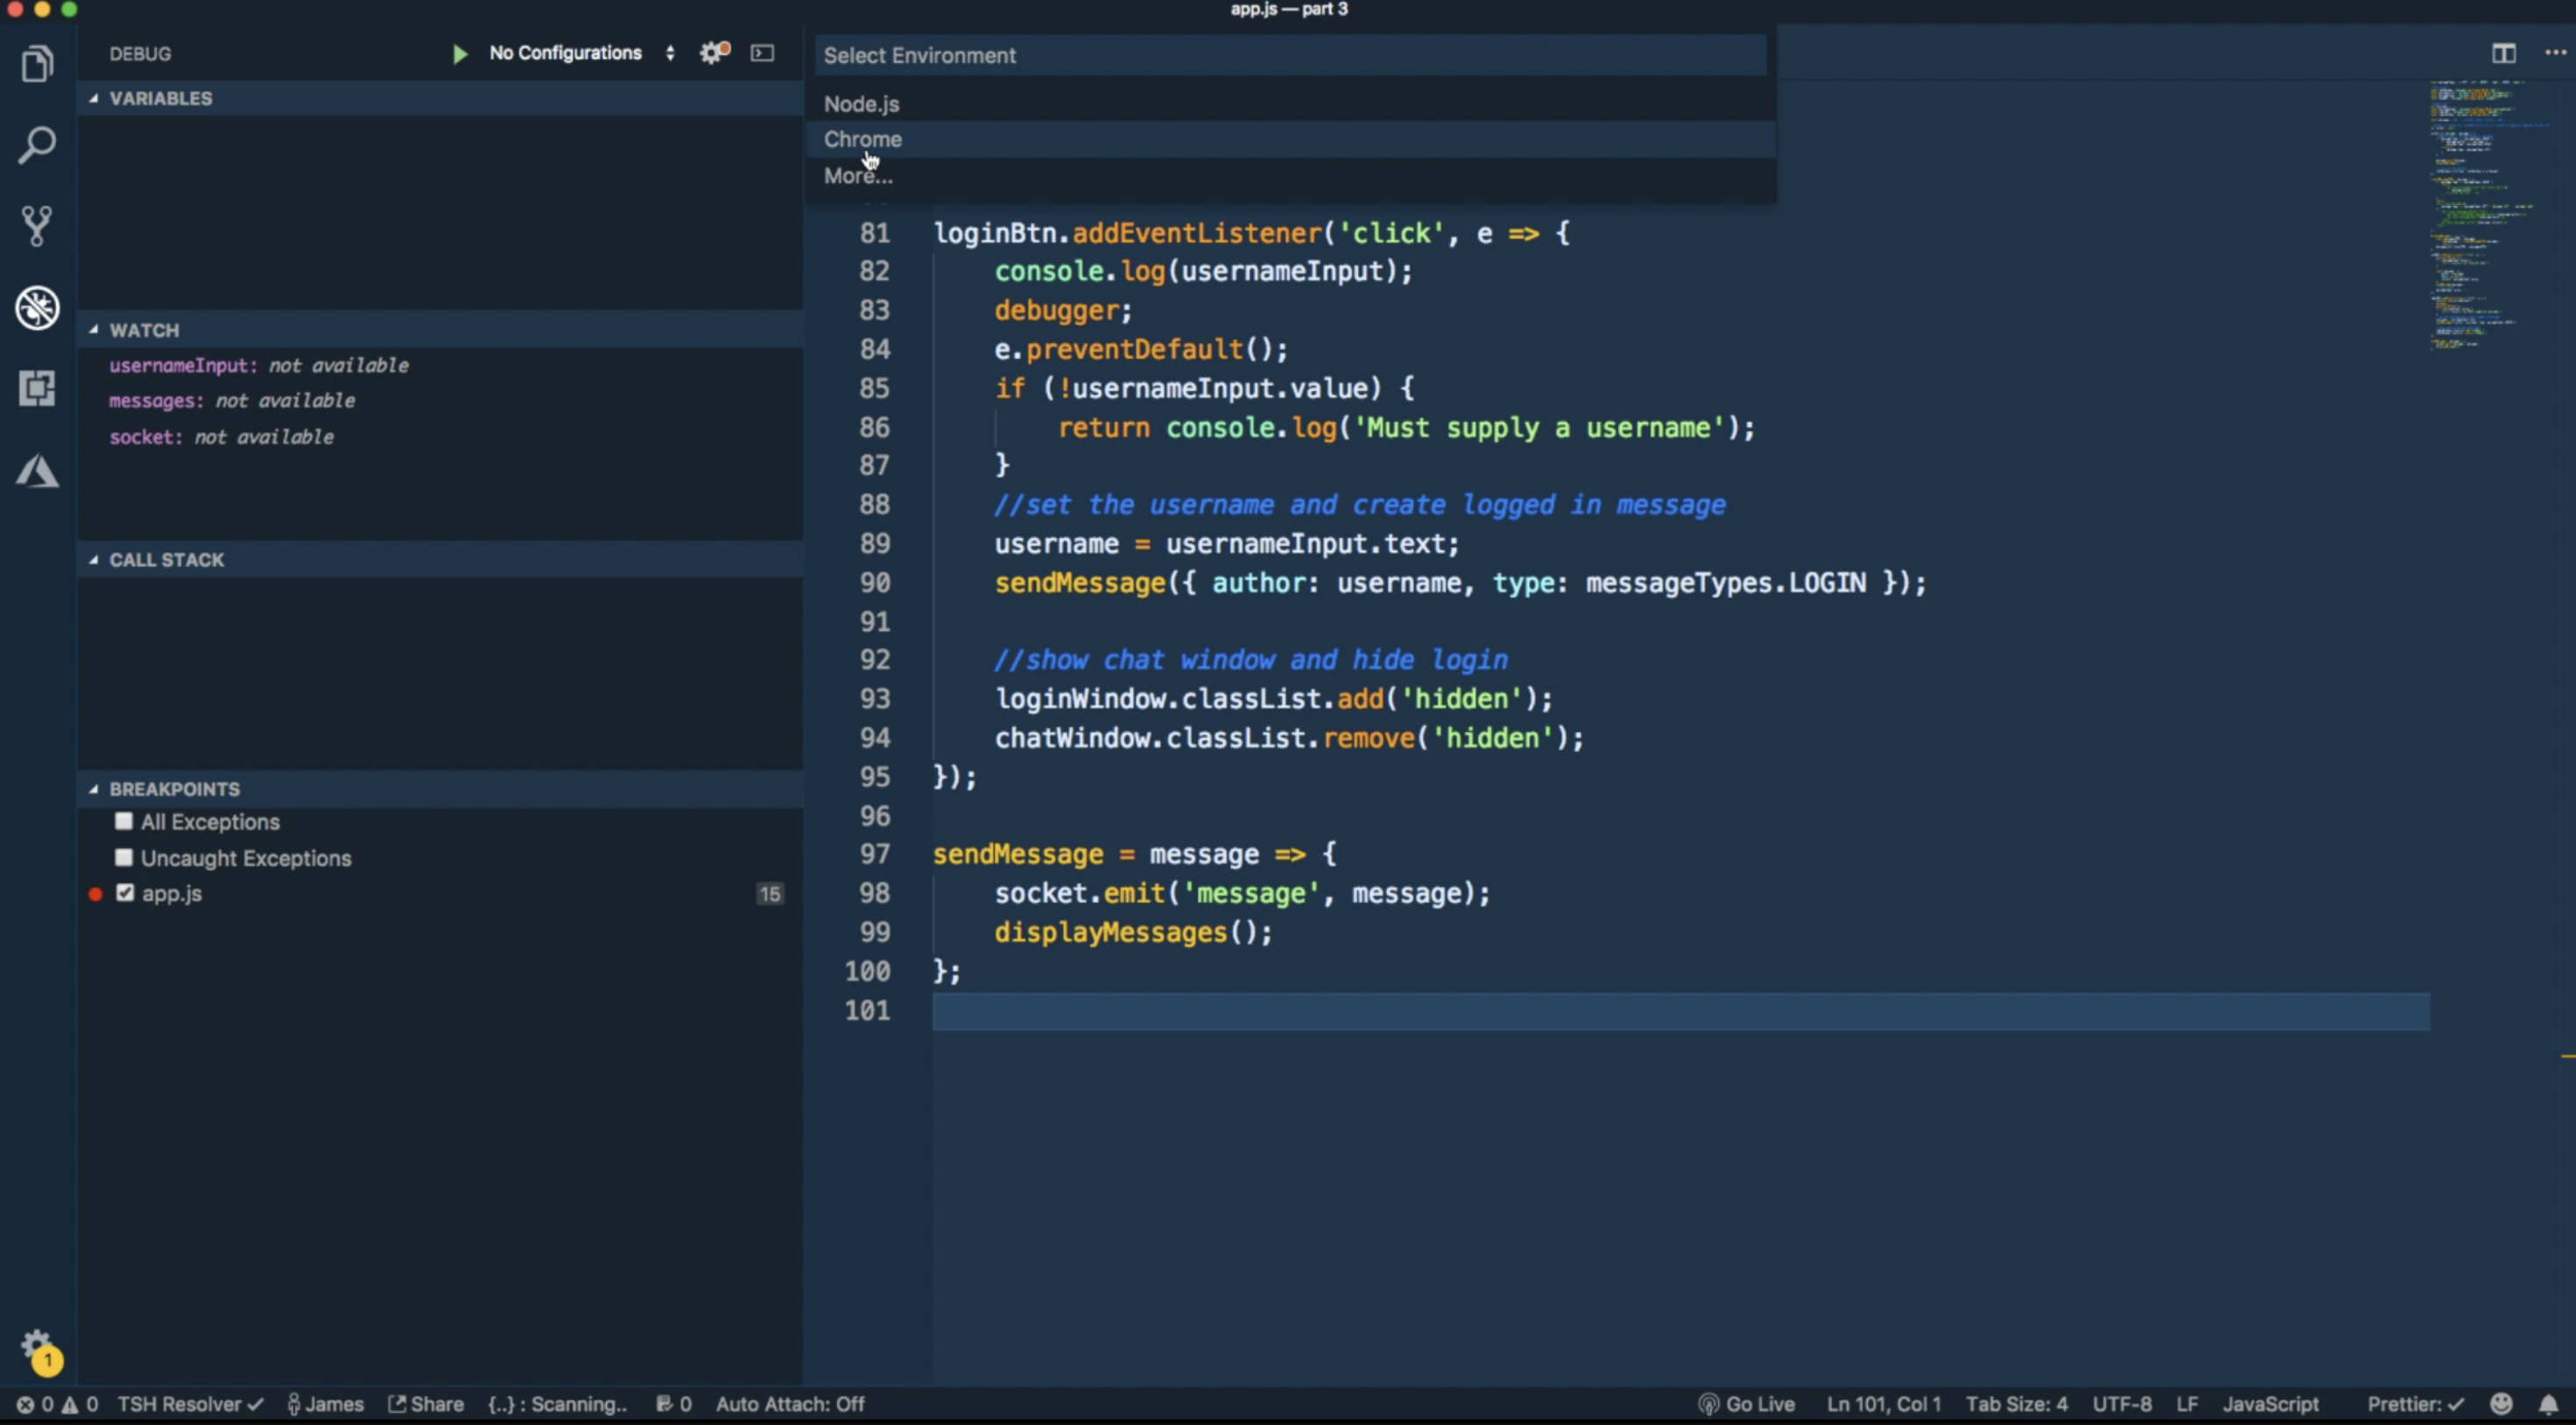 app.js — part 3
DEBUG
No Configurations
VARIABLES
WATCH
usernameInput: not available
messages: not available
socket: not available
CALL STACK
BREAKPOINTS
All Exceptions
Uncaught Exceptions
app.js 15
Select Environment
Node.js
Chrome
More...
81 loginBtn.addEventListener('click', e => {
82 console.log(usernameInput);
83 debugger;
84 e.preventDefault();
85 if (!usernameInput.value) {
86 return console.log('Must supply a username');
87 }
88 //set the username and create logged in message
89 username = usernameInput.text;
90 sendMessage({ author: username, type: messageTypes.LOGIN });
91
92 //show chat window and hide login
93 loginWindow.classList.add('hidden');
94 chatWindow.classList.remove('hidden');
95 });
96
97 sendMessage = message => {
98 socket.emit('message', message);
99 displayMessages();
100 };
101
1
0 0 TSH Resolver ✓ James Share {..} : Scanning.. 0 Auto Attach: Off Go Live Ln 101, Col 1 Tab Size: 4 UTF-8 LF JavaScript Prettier: ✓